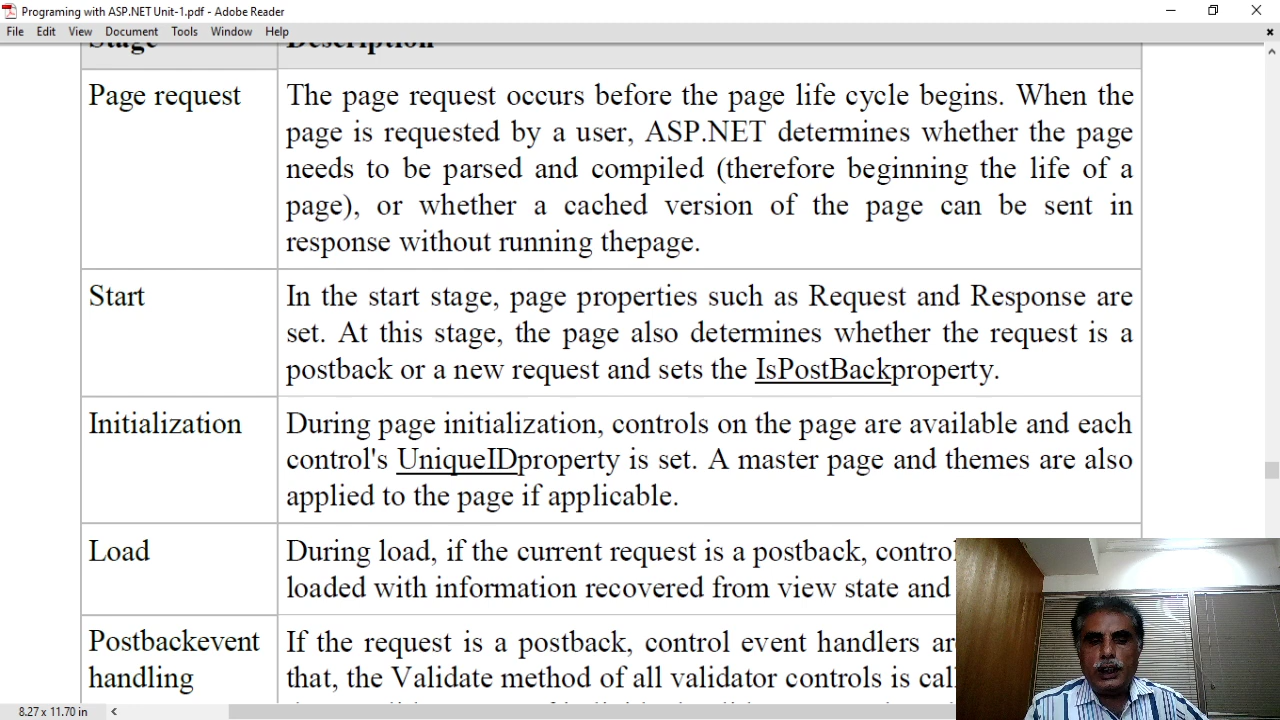 Programing with ASP.NET Unit-1.pdf - Adobe Reader
File Edit View Document Tools Window Help
Stage Description
Page request
The page request occurs before the page life cycle begins. When the
page is requested by a user, ASP.NET determines whether the page
needs to be parsed and compiled (therefore beginning the life of a
page), or whether a cached version of the page can be sent in
response without running thepage.
Start
In the start stage, page properties such as Request and Response are
set. At this stage, the page also determines whether the request is a
postback or a new request and sets the IsPostBackproperty.
Initialization
During page initialization, controls on the page are available and each
control's UniqueIDproperty is set. A master page and themes are also
applied to the page if applicable.
Load
During load, if the current request is a postback,
loaded with information recovered from view state and
Postbackevent
handling
If the request is a postback, control event handlers
that, the Validate method of all validator controls is
8.27 x 11.70 in